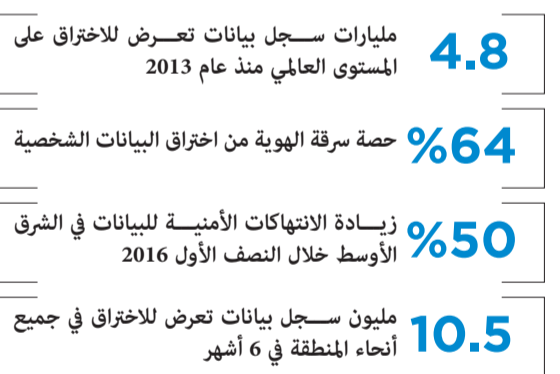 4.8
مليارات سجل بيانات تعرض للاختراق على
المستوى العالمي منذ عام 2013
%64
حصة سرقة الهوية من اختراق البيانات الشخصية
%50
زيادة الانتهاكات الأمنية للبيانات في الشرق
الأوسط خلال النصف الأول 2016
10.5
مليون سجل بيانات تعرض للاختراق في جميع
أنحاء المنطقة في 6 أشهر